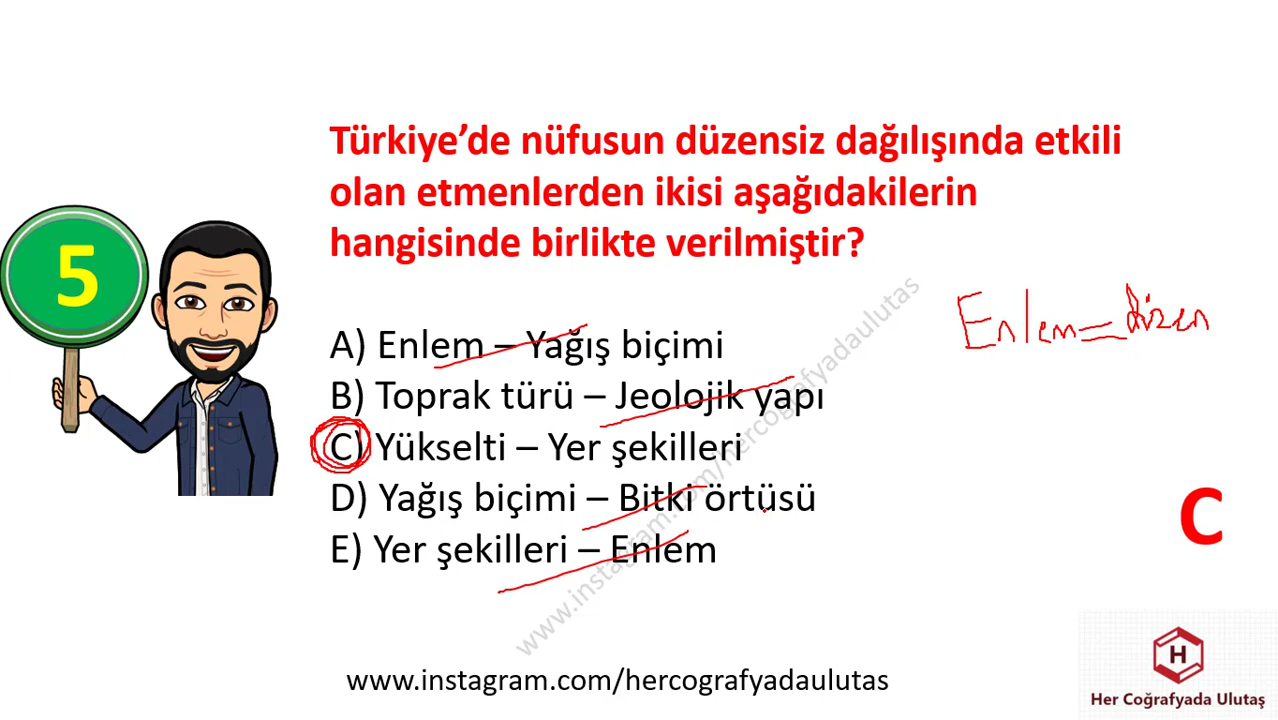 5
Türkiye’de nüfusun düzensiz dağılışında etkili
olan etmenlerden ikisi aşağıdakilerin
hangisinde birlikte verilmiştir?
Enlem – düzen
A) Enlem – Yağış biçimi
B) Toprak türü – Jeolojik yapı
C) Yükselti – Yer şekilleri
D) Yağış biçimi – Bitki örtüsü
E) Yer şekilleri – Enlem
C
www.instagram.com/hercografyadaulutas
www.instagram.com/hercografyadaulutas
H
Her Coğrafyada Ulutaş